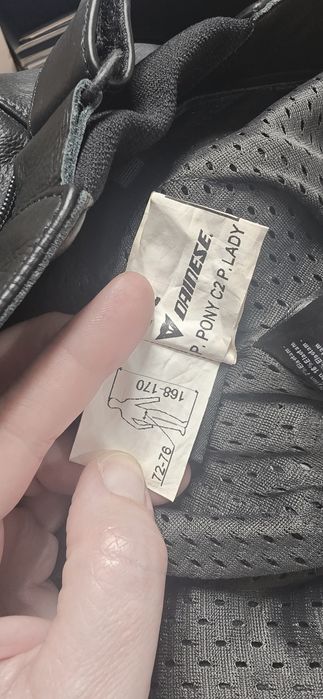 DAINESE
P. PONY C2 P. LADY
168-170
72-76